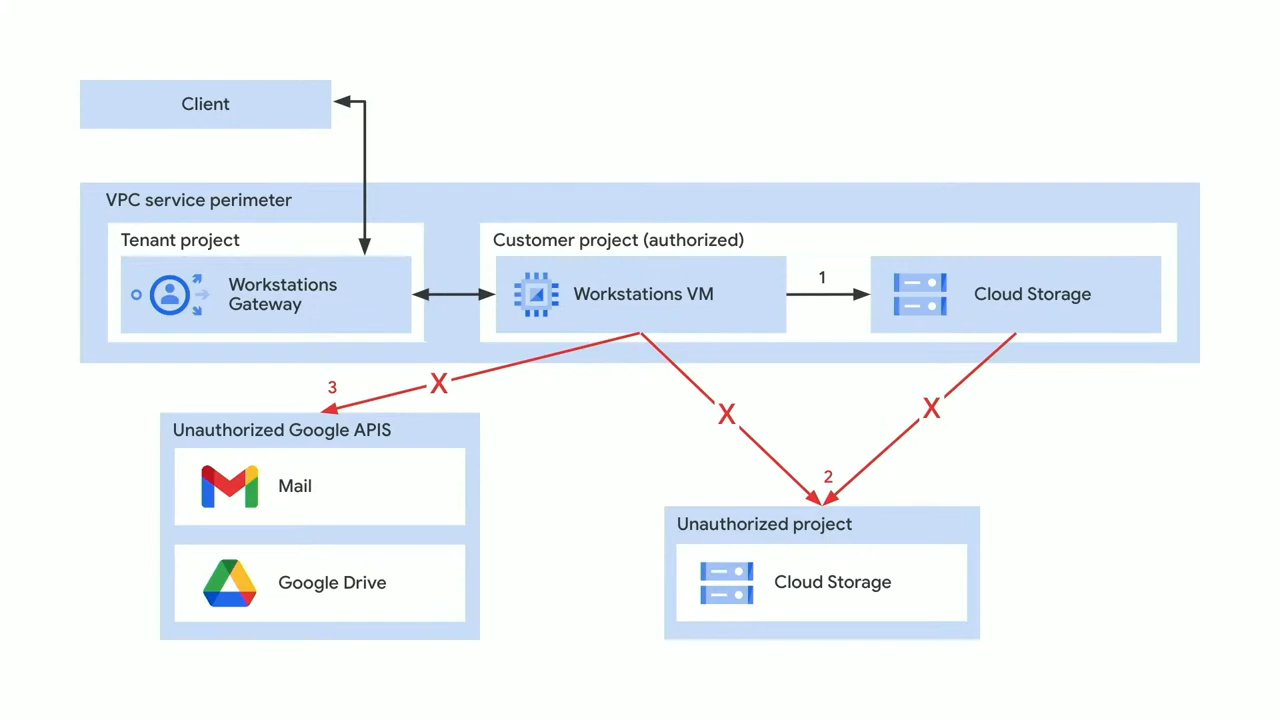 Client
VPC service perimeter
Tenant project
Customer project (authorized)
Workstations
Gateway
Workstations VM
1
Cloud Storage
X
3
X
X
Unauthorized Google APIS
Mail
Google Drive
2
Unauthorized project
Cloud Storage